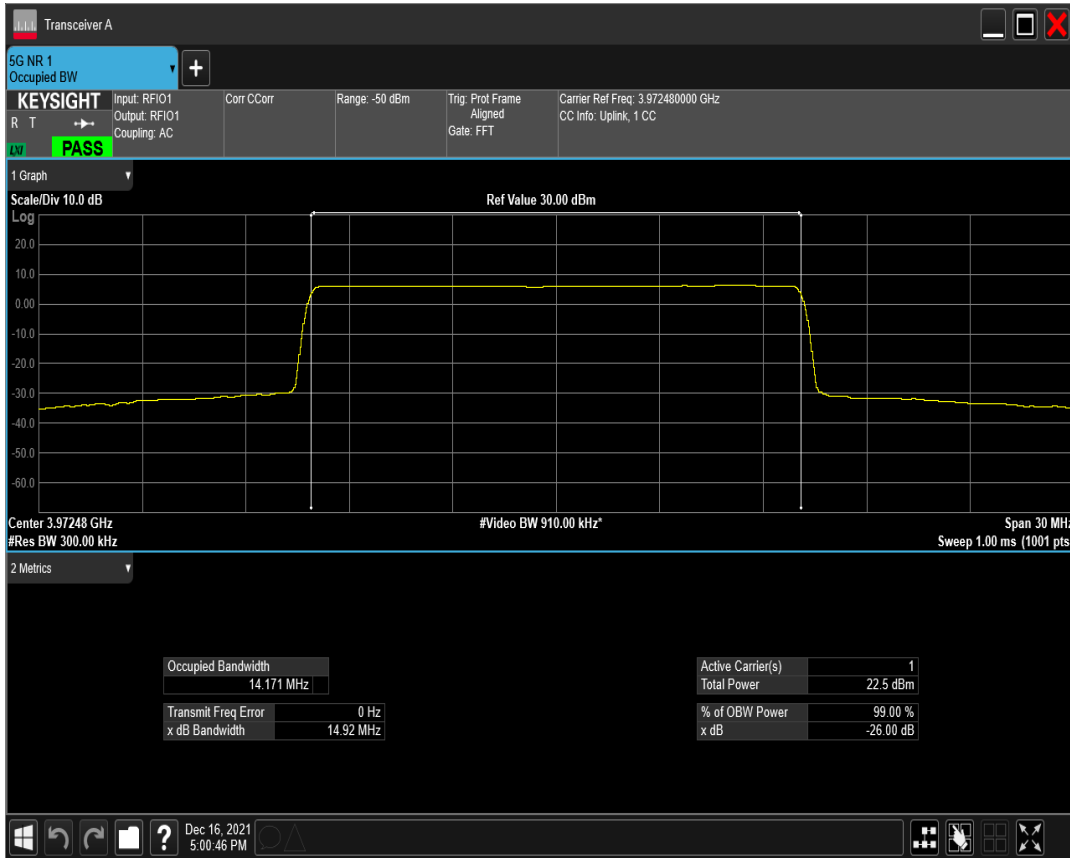 Transceiver A
5G NR 1
Occupied BW
+
KEYSIGHT
R T
LXI
PASS
Input: RFIO1
Output: RFIO1
Coupling: AC
Corr CCorr
Range: -50 dBm
Trig: Prot Frame
Aligned
Gate: FFT
Carrier Ref Freq: 3.972480000 GHz
CC Info: Uplink, 1 CC
1 Graph
Scale/Div 10.0 dB
Ref Value 30.00 dBm
Log
20.0
10.0
0.00
-10.0
-20.0
-30.0
-40.0
-50.0
-60.0
Center 3.97248 GHz
#Video BW 910.00 kHz*
Span 30 MHz
#Res BW 300.00 kHz
Sweep 1.00 ms (1001 pts
2 Metrics
Occupied Bandwidth
14.171 MHz
Transmit Freq Error 0 Hz
x dB Bandwidth 14.92 MHz
Active Carrier(s) 1
Total Power 22.5 dBm
% of OBW Power 99.00 %
x dB -26.00 dB
?
Dec 16, 2021
5:00:46 PM